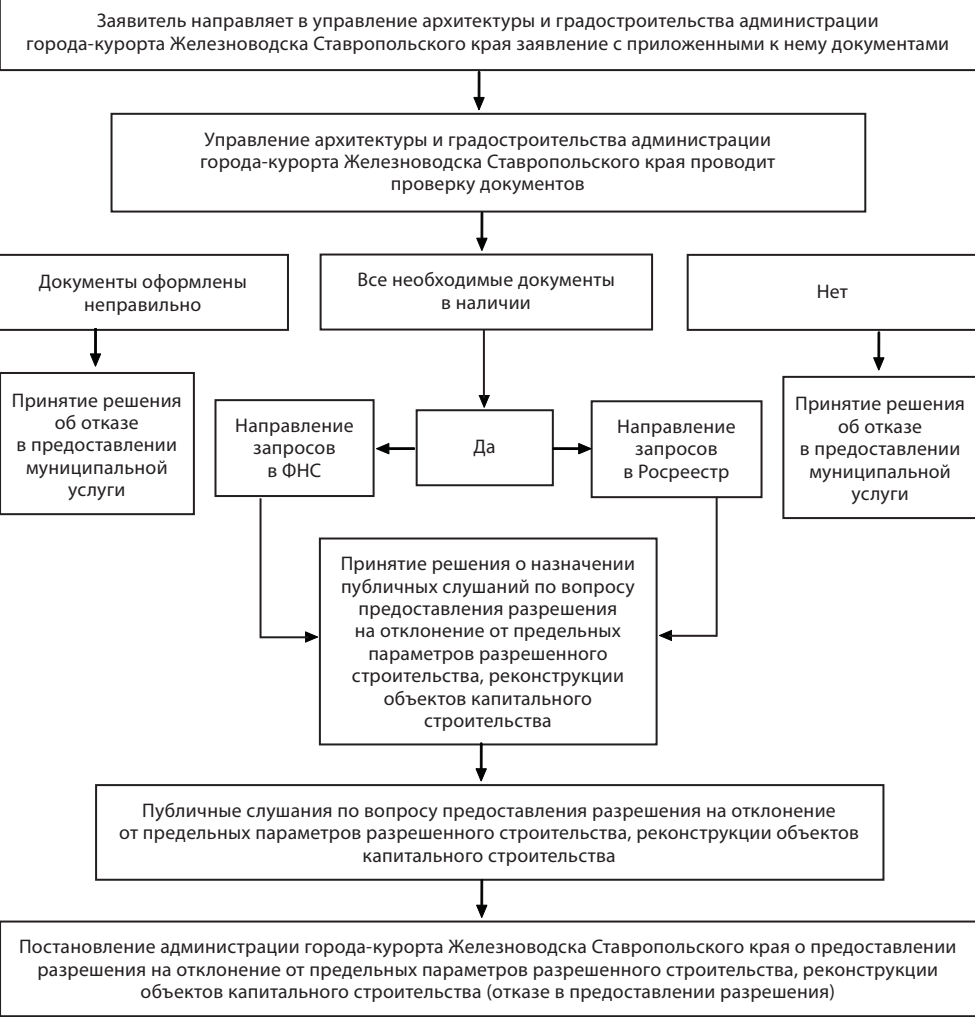 Заявитель направляет в управление архитектуры и градостроительства администрации
города-курорта Железноводска Ставропольского края заявление с приложенными к нему документами
Управление архитектуры и градостроительства администрации
города-курорта Железноводска Ставропольского края проводит
проверку документов
Документы оформлены
неправильно
Все необходимые документы
в наличии
Нет
Принятие решения
об отказе
в предоставлении
муниципальной
услуги
Направление
запросов
в ФНС
Да
Направление
запросов
в Росреестр
Принятие решения
об отказе
в предоставлении
муниципальной
услуги
Принятие решения о назначении
публичных слушаний по вопросу
предоставления разрешения
на отклонение от предельных
параметров разрешенного
строительства, реконструкции
объектов капитального
строительства
Публичные слушания по вопросу предоставления разрешения на отклонение
от предельных параметров разрешенного строительства, реконструкции объектов
капитального строительства
Постановление администрации города-курорта Железноводска Ставропольского края о предоставлении
разрешения на отклонение от предельных параметров разрешенного строительства, реконструкции
объектов капитального строительства (отказе в предоставлении разрешения)